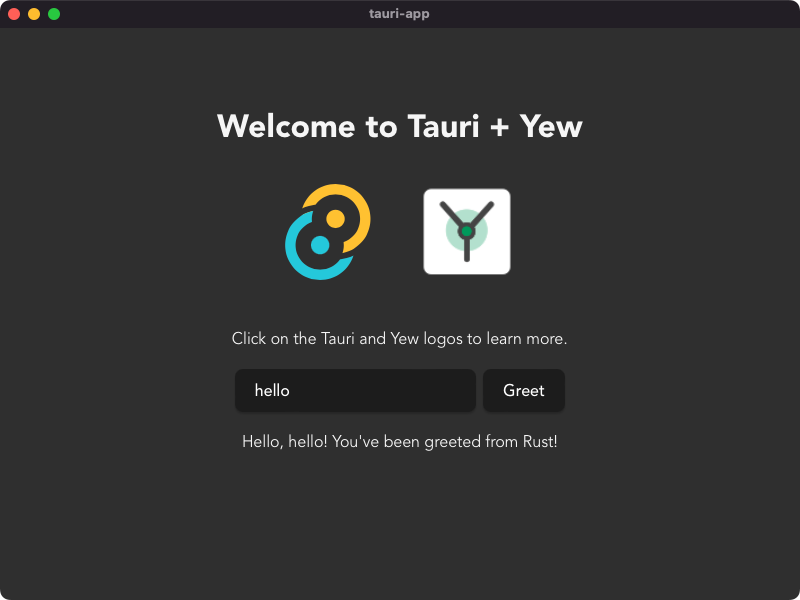 tauri-app
Welcome to Tauri + Yew
Click on the Tauri and Yew logos to learn more.
hello
Greet
Hello, hello! You've been greeted from Rust!